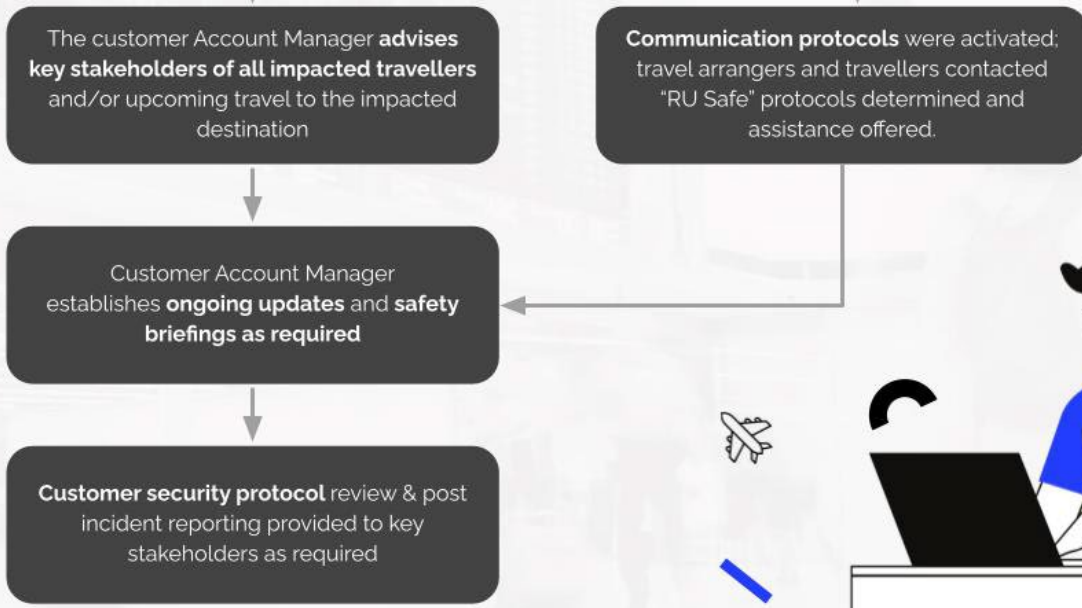 The customer Account Manager advises
key stakeholders of all impacted travellers
and/or upcoming travel to the impacted
destination
Communication protocols were activated;
travel arrangers and travellers contacted
“RU Safe” protocols determined and
assistance offered.
Customer Account Manager
establishes ongoing updates and safety
briefings as required
Customer security protocol review & post
incident reporting provided to key
stakeholders as required